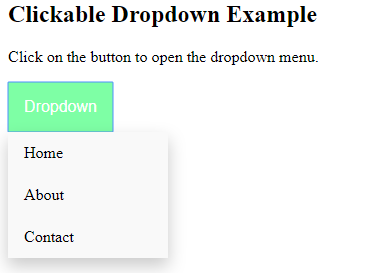 Clickable Dropdown Example
Click on the button to open the dropdown menu.
Dropdown
Home
About
Contact